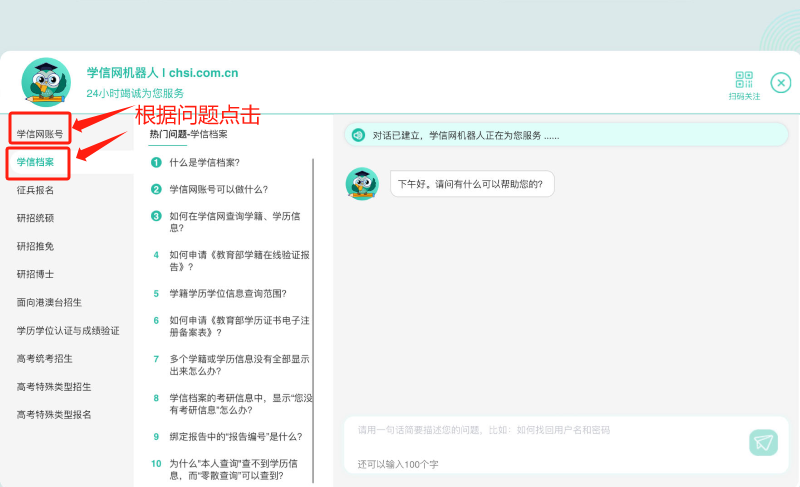 学信网机器人 | chsi.com.cn
24小时竭诚为您服务
扫码关注
根据问题点击
学信网账号
学信档案
征兵报名
研招统硕
研招推免
研招博士
面向港澳台招生
学历学位认证与成绩验证
高考统考招生
高考特殊类型招生
高考特殊类型报名
热门问题-学信档案
1 什么是学信档案?
2 学信网账号可以做什么?
3 如何在学信网查询学籍、学历信
息?
4 如何申请《教育部学籍在线验证报
告》?
5 学籍学历学位信息查询范围?
6 如何申请《教育部学历证书电子注
册备案表》?
7 多个学籍或学历信息没有全部显示
出来怎么办?
8 学信档案的考研信息中，显示“您没
有考研信息”怎么办?
9 绑定报告中的“报告编号”是什么?
10 为什么"本人查询"查不到学历信
息，而“零散查询”可以查到?
对话已建立，学信网机器人正在为您服务 ......
下午好。请问有什么可以帮助您的?
请用一句话简要描述您的问题，比如：如何找回用户名和密码
还可以输入100个字